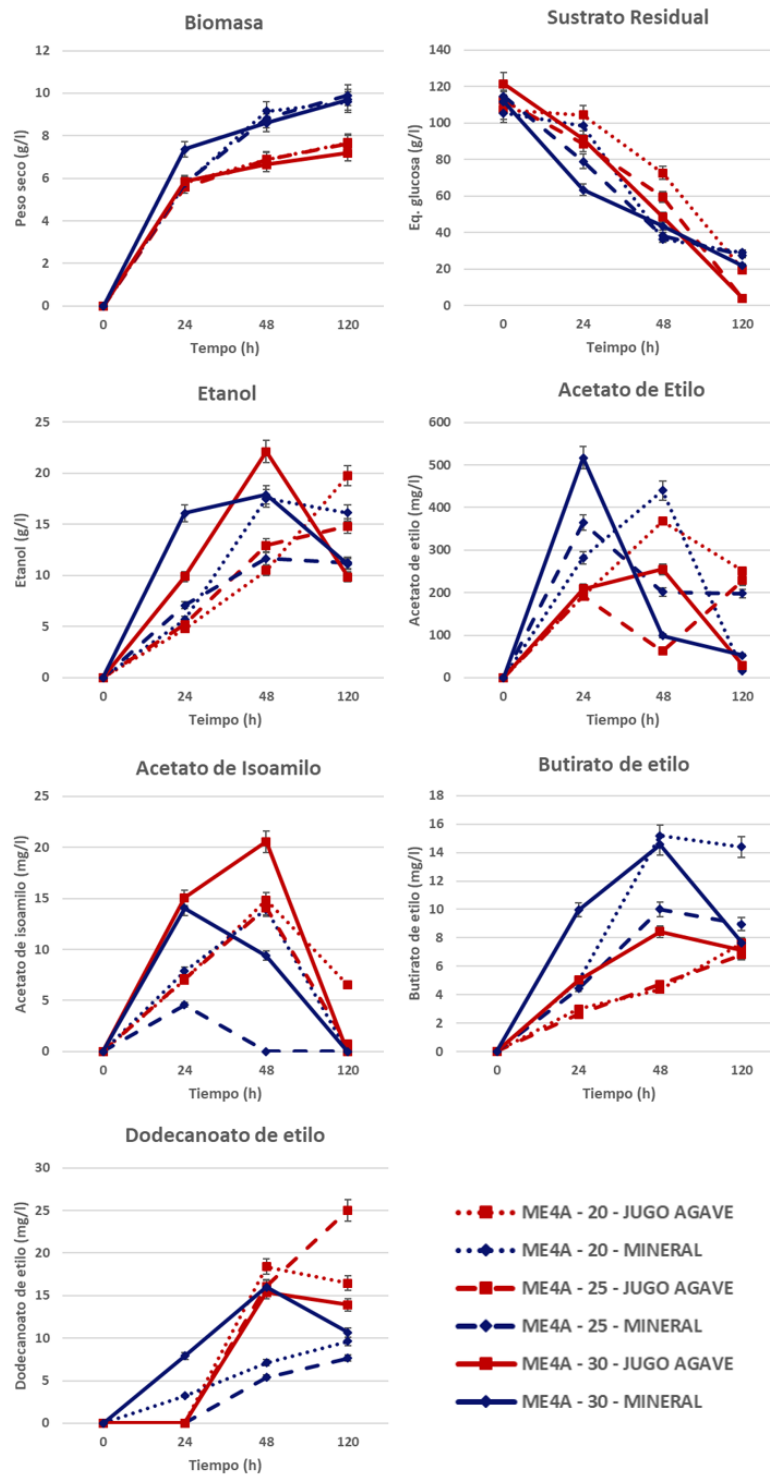 Biomasa
12
10
8
6
4
2
0
Peso seco (g/l)
0 24 48 120
Tempo (h)
Sustrato Residual
140
120
100
80
60
40
20
0
Eq. glucosa (g/l)
0 24 48 120
Teimpo (h)
Etanol
25
20
15
10
5
0
Etanol (g/l)
0 24 48 120
Teimpo (h)
Acetato de Etilo
600
500
400
300
200
100
0
Acetato de etilo (mg/l)
0 24 48 120
Tiempo (h)
Acetato de Isoamilo
25
20
15
10
5
0
Acetato de isoamilo (mg/l)
0 24 48 120
Tiempo (h)
Butirato de etilo
18
16
14
12
10
8
6
4
2
0
Butirato de etilo (mg/l)
0 24 48 120
Tiempo (h)
Dodecanoato de etilo
30
25
20
15
10
5
0
Dodecanoato de etilo (mg/l)
0 24 48 120
Tiempo (h)
ME4A - 20 - JUGO AGAVE
ME4A - 20 - MINERAL
ME4A - 25 - JUGO AGAVE
ME4A - 25 - MINERAL
ME4A - 30 - JUGO AGAVE
ME4A - 30 - MINERAL